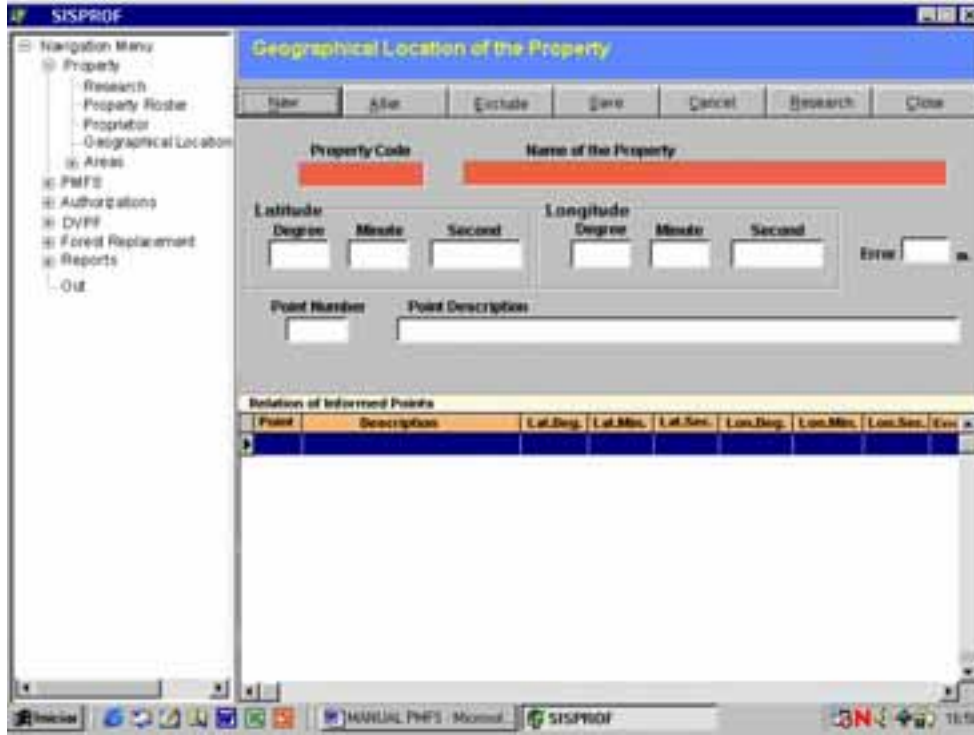 SISPROF
Navigation Menu
Property
Research
Property Roster
Proprietor
Geographical Location
Areas
PMFS
Authorizations
DVPF
Forest Replacement
Reports
Out
Geographical Location of the Property
New Alter Exclude Save Cancel Research Close
Property Code Name of the Property
Latitude Longitude
Degree Minute Second Degree Minute Second
Error m.
Point Number Point Description
Relation of Informed Points
Point Description Lat.Deg. Lat.Min. Lat.Sec. Lon.Deg. Lon.Min. Lon.Sec.
Iniciar MANUAL PMFS - Microsof... SISPROF